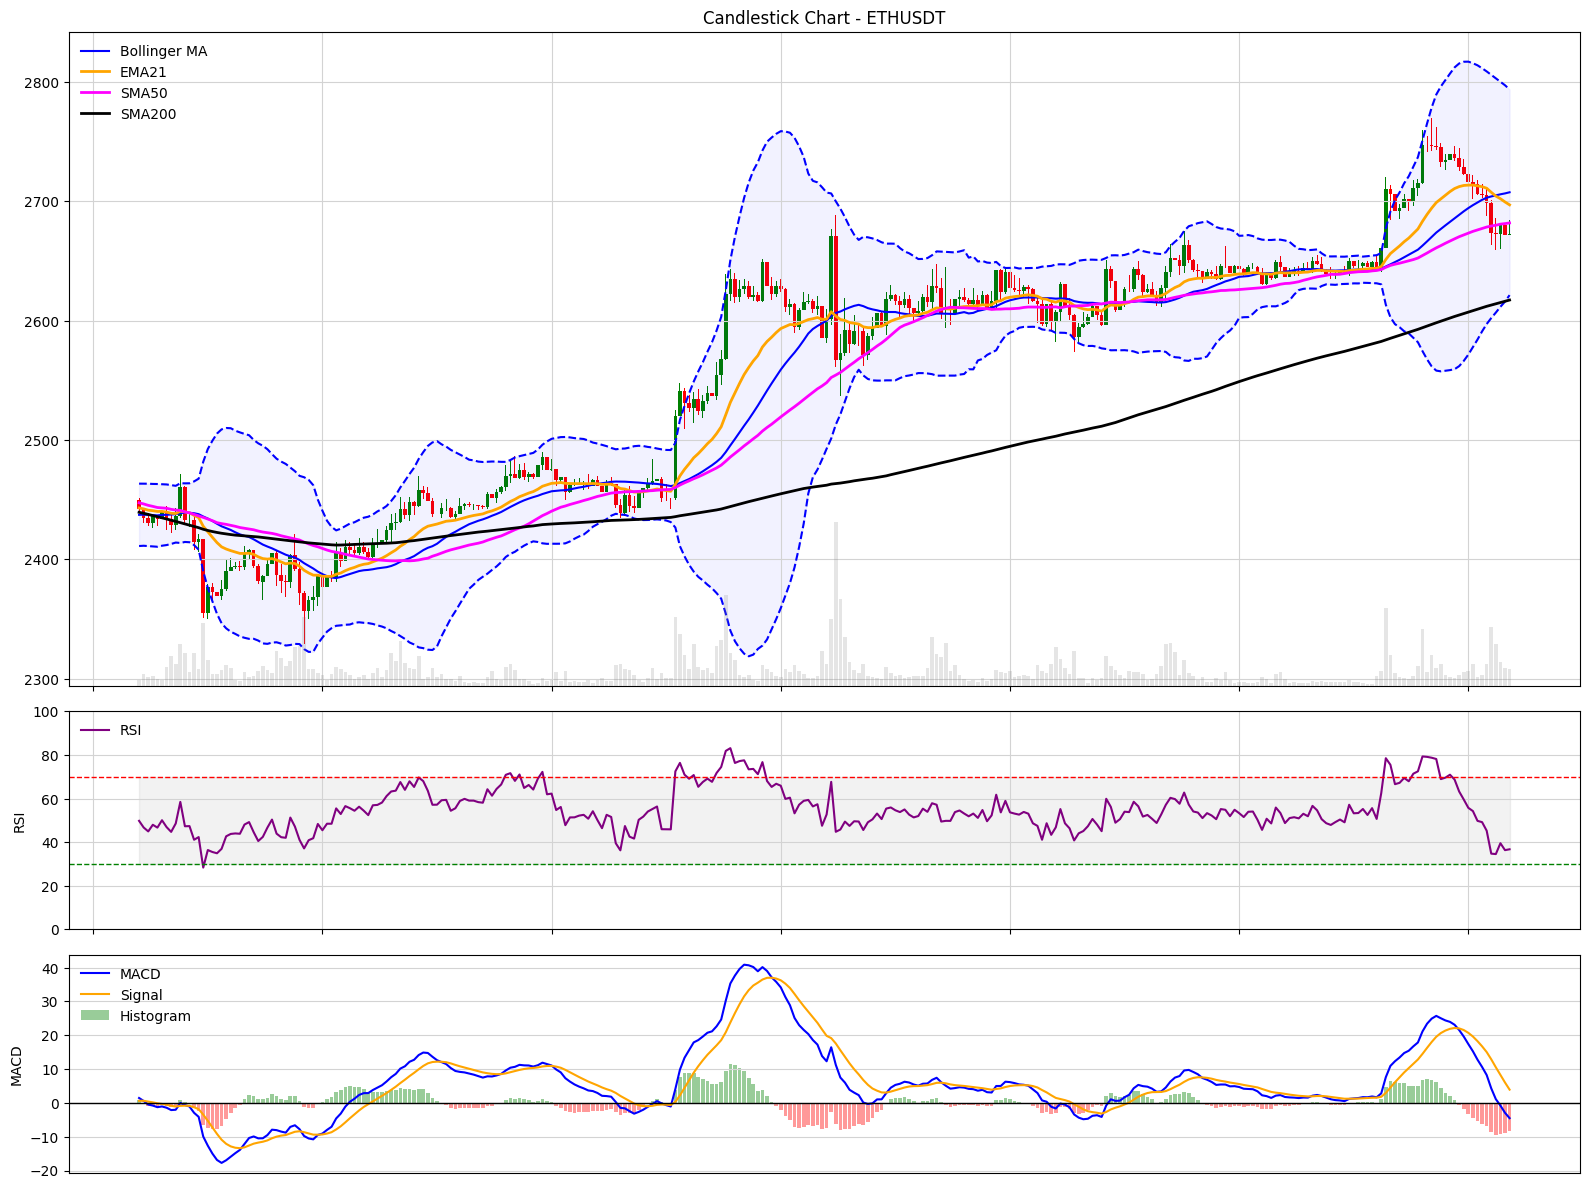 Candlestick Chart - ETHUSDT
Bollinger MA
EMA21
SMA50
SMA200
2800
2700
2600
2500
2400
2300
RSI
RSI
100
80
60
40
20
0
MACD
Signal
Histogram
MACD
40
30
20
10
0
−10
−20